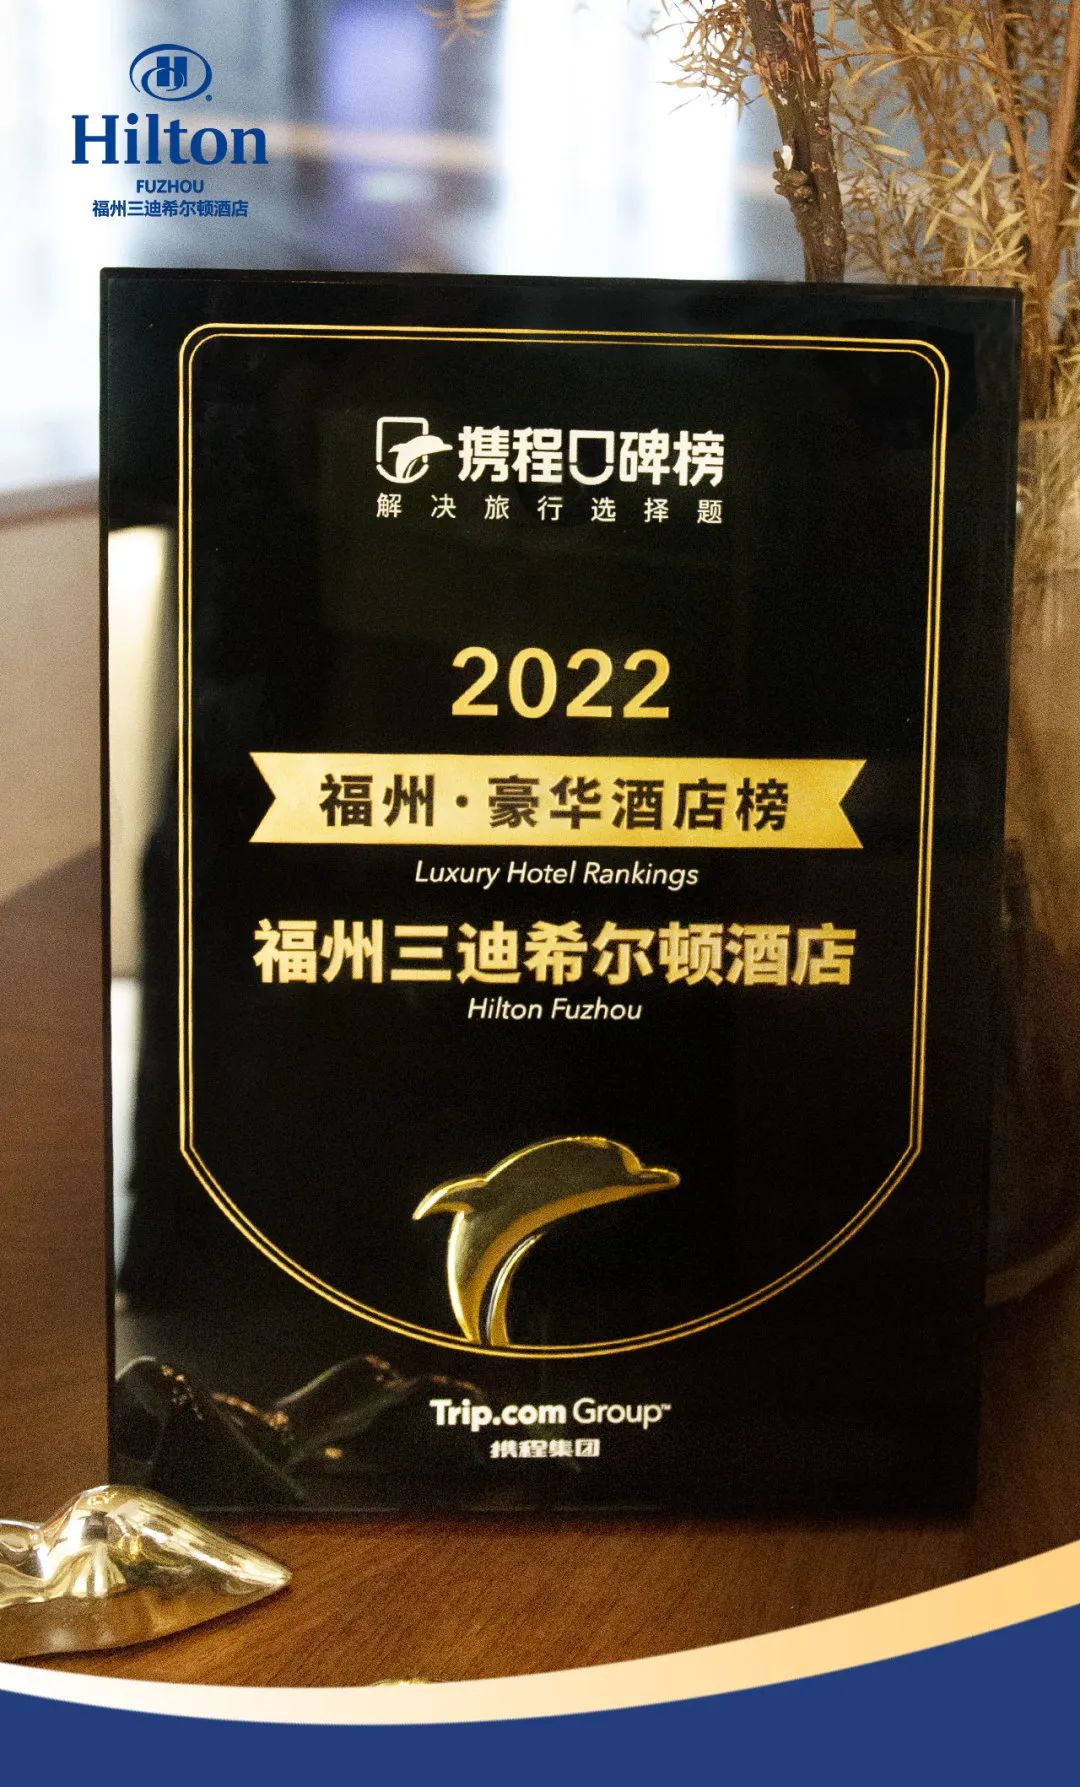 Hilton
FUZHOU
福州三迪希尔顿酒店
携程口碑榜
解决旅行选择题
2022
福州·豪华酒店榜
Luxury Hotel Rankings
福州三迪希尔顿酒店
Hilton Fuzhou
Trip.com Group™
携程集团